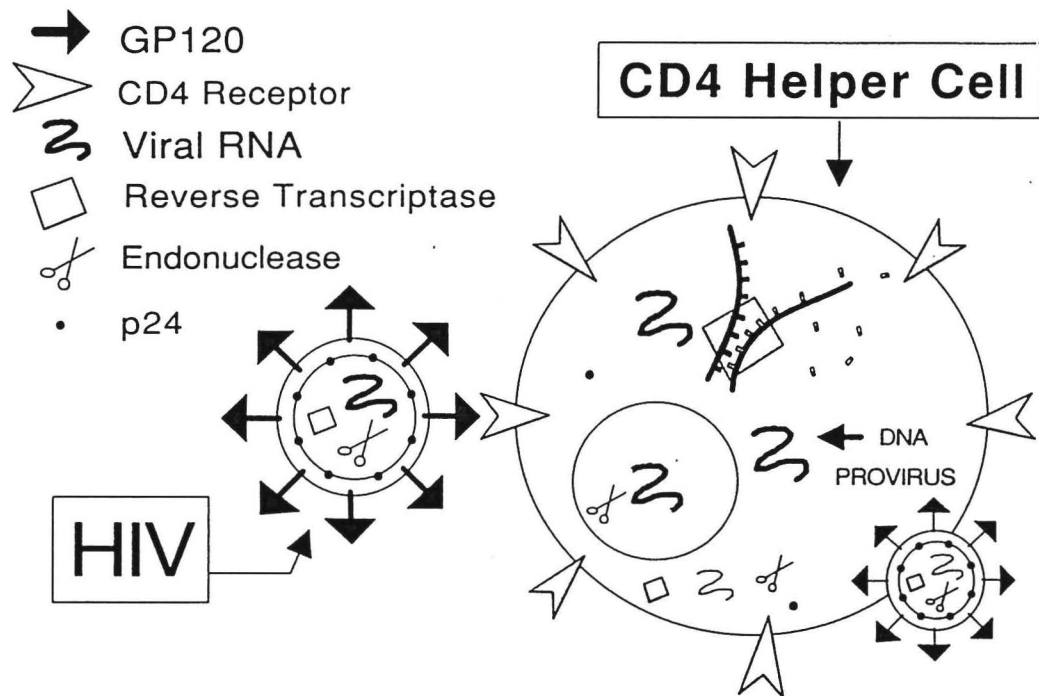 GP120
CD4 Receptor
Viral RNA
Reverse Transcriptase
Endonuclease
p24
CD4 Helper Cell
DNA
PROVIRUS
HIV